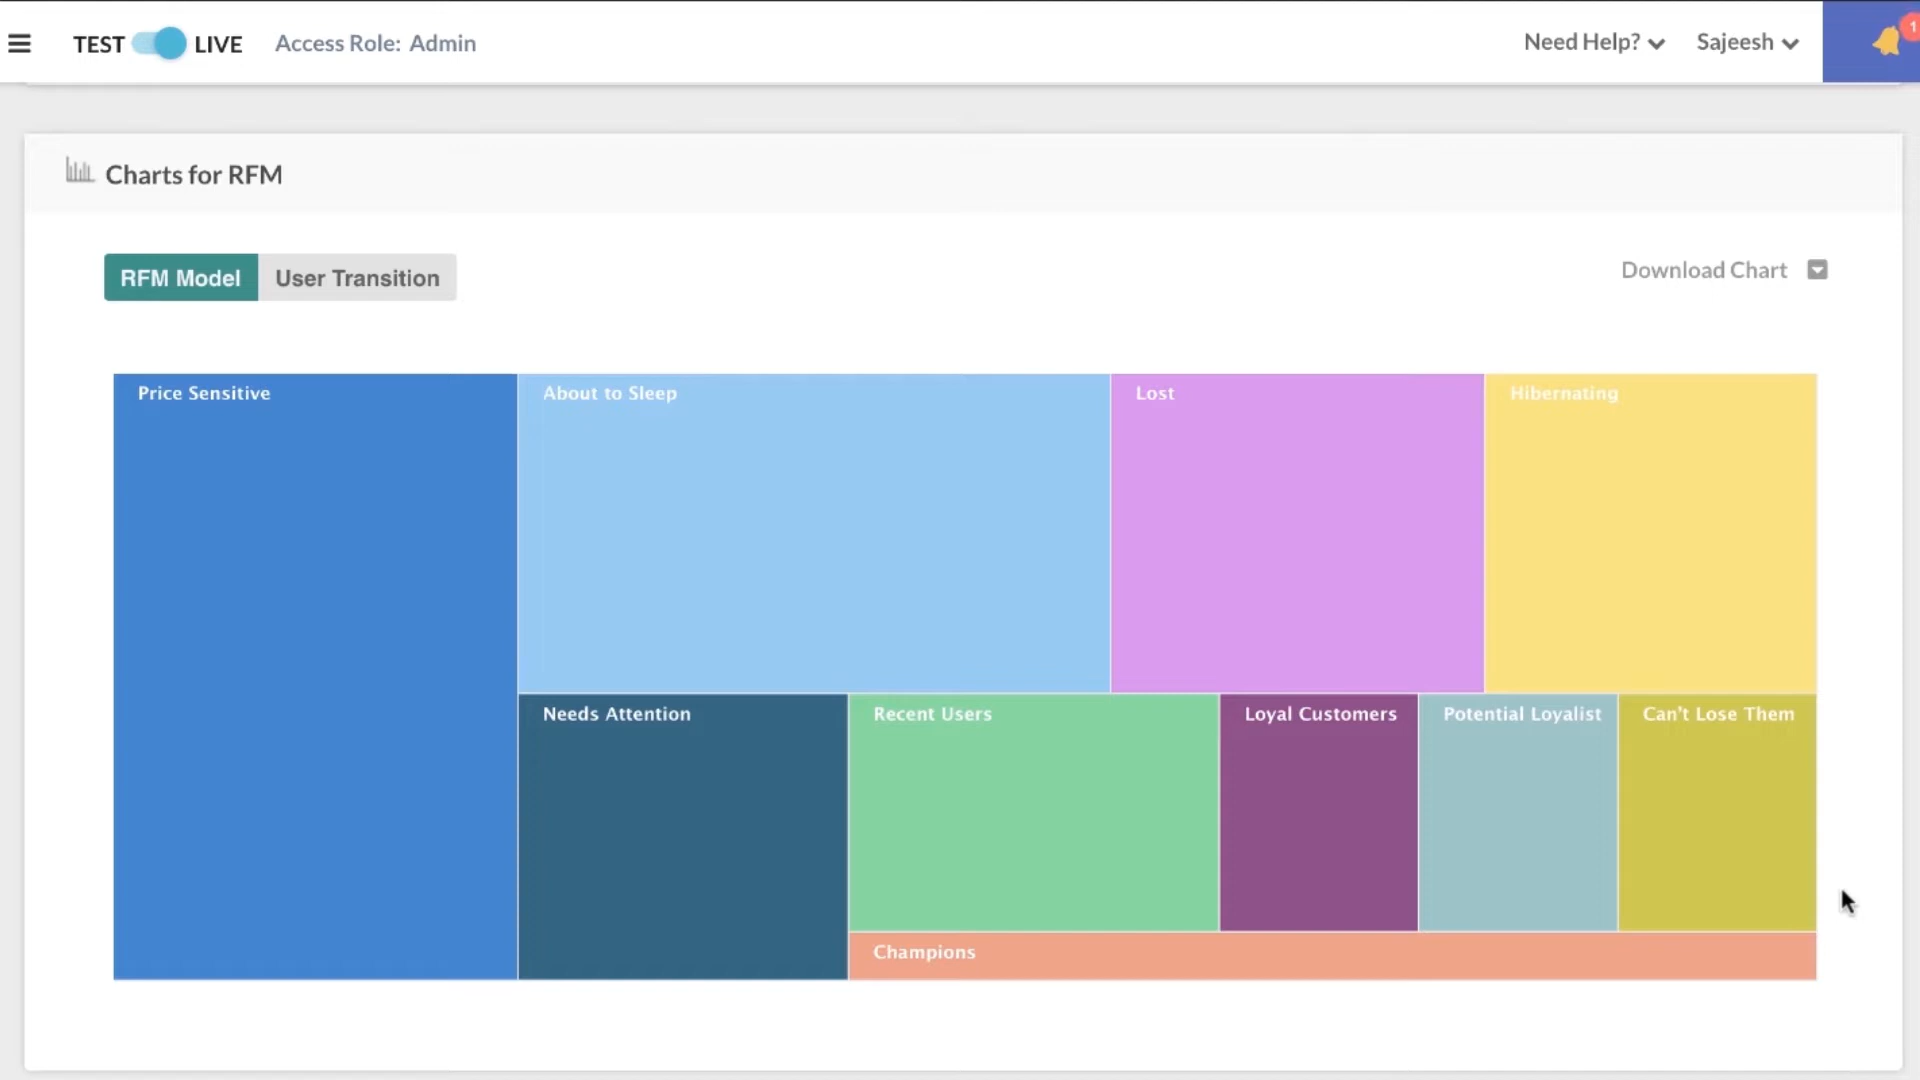 TEST LIVE Access Role: Admin Need Help? Sajeesh 1
Charts for RFM
RFM Model User Transition Download Chart
Price Sensitive About to Sleep Lost Hibernating
Needs Attention Recent Users Loyal Customers Potential Loyalist Can't Lose Them
Champions